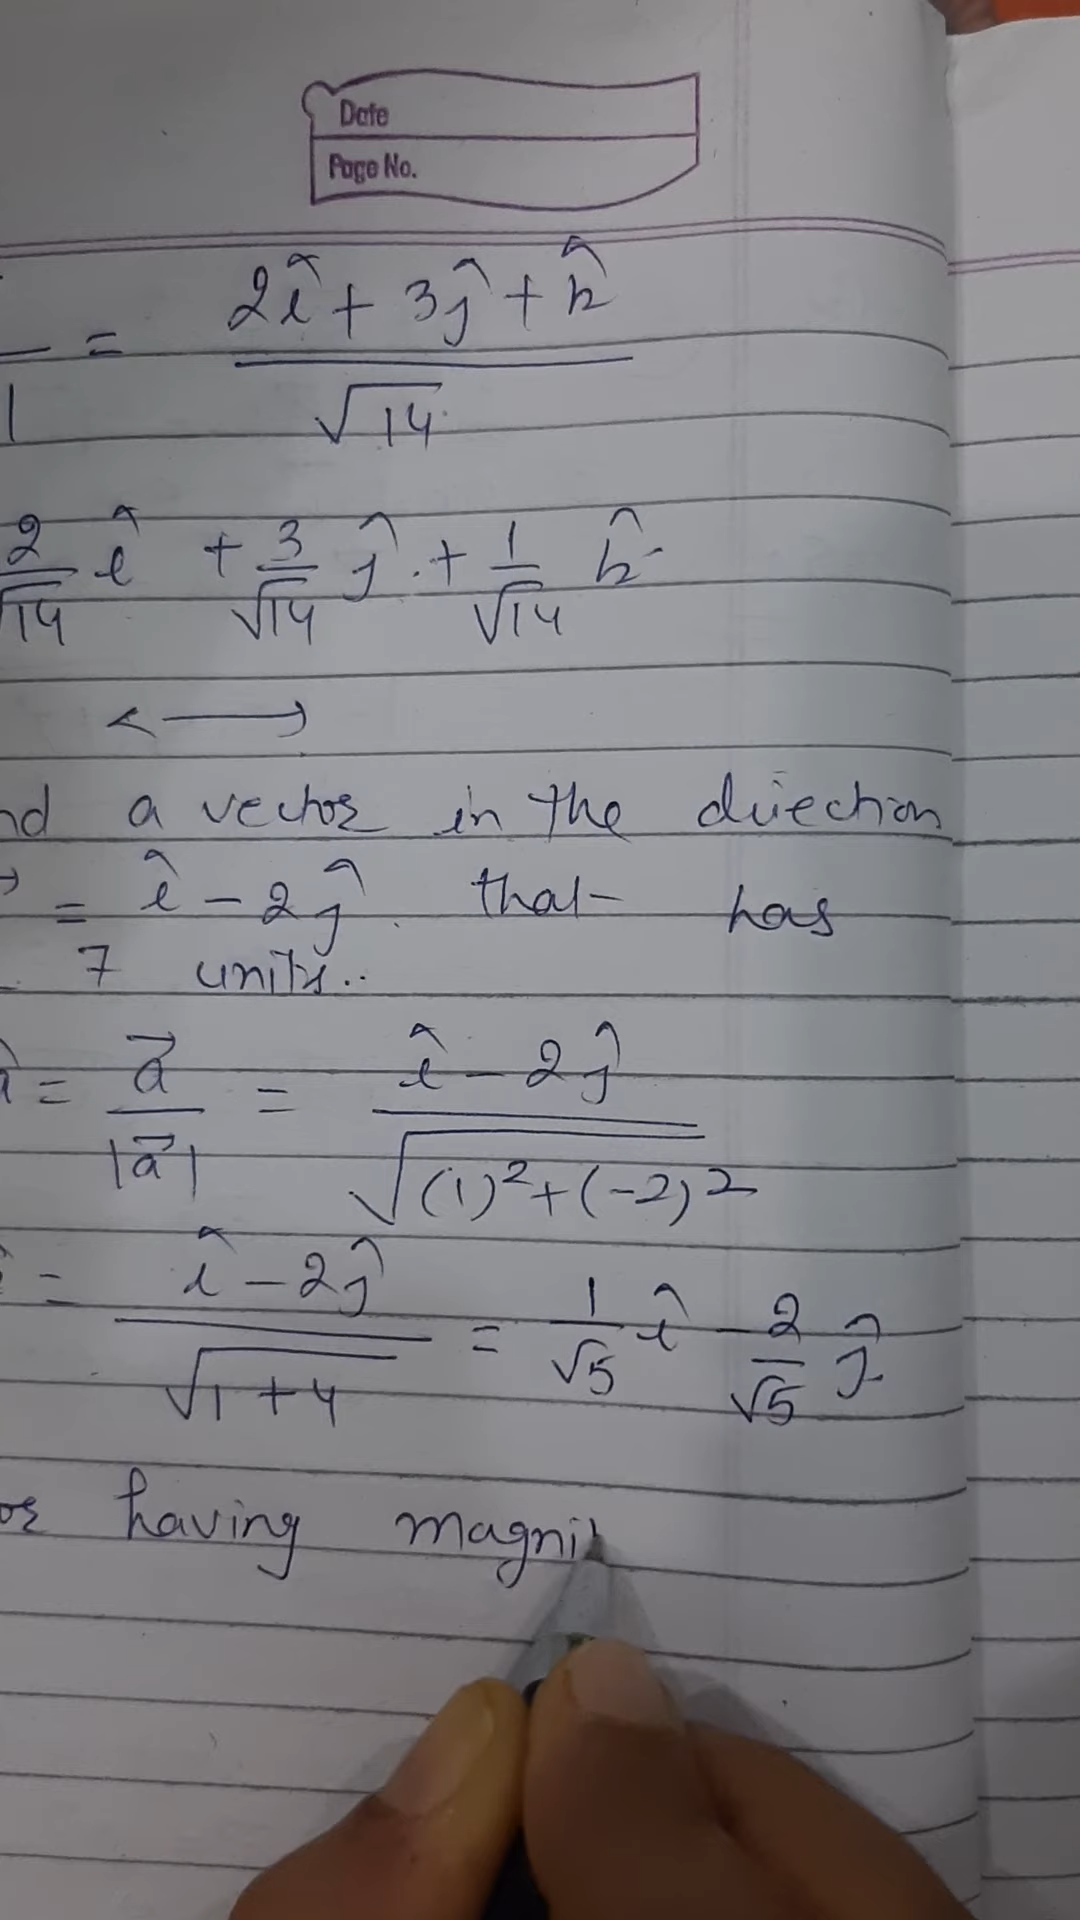 Date
Page No.
= 2î + 3ĵ + k̂
√14
2/√14 î + 3/√14 ĵ + 1/√14 k̂
a vector in the direction
= î - 2ĵ that has
7 units..
= a⃗/|a⃗| = (î - 2ĵ)/√((1)²+(-2)²)
= (î - 2ĵ)/√(1+4) = 1/√5 î - 2/√5 ĵ
having magni